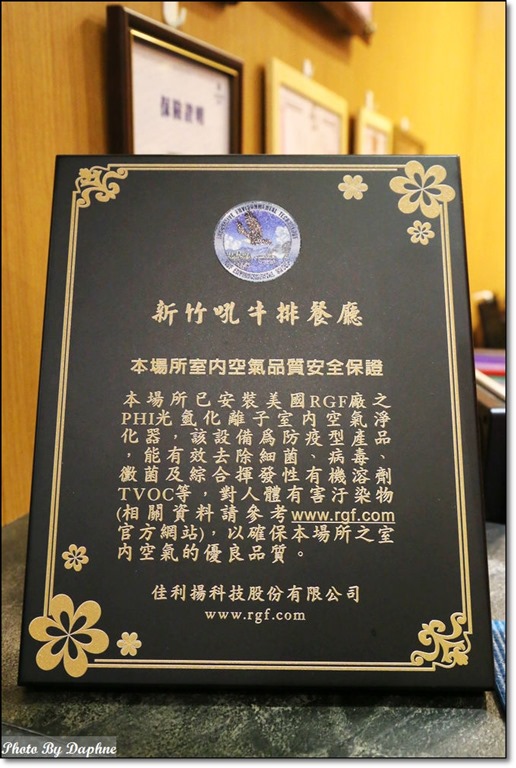 保險證明
新竹吼牛排餐廳
本場所室內空氣品質安全保證
本場所已安裝美國RGF廠之
PHI光氫化離子室內空氣淨
化器，該設備為防疫型產品
，能有效去除細菌、病毒、
黴菌及綜合揮發性有機溶劑
TVOC等，對人體有害汙染物
(相關資料請參考www.rgf.com
官方網站)，以確保本場所之室
內空氣的優良品質。
佳利揚科技股份有限公司
www.rgf.com
Photo By Daphne